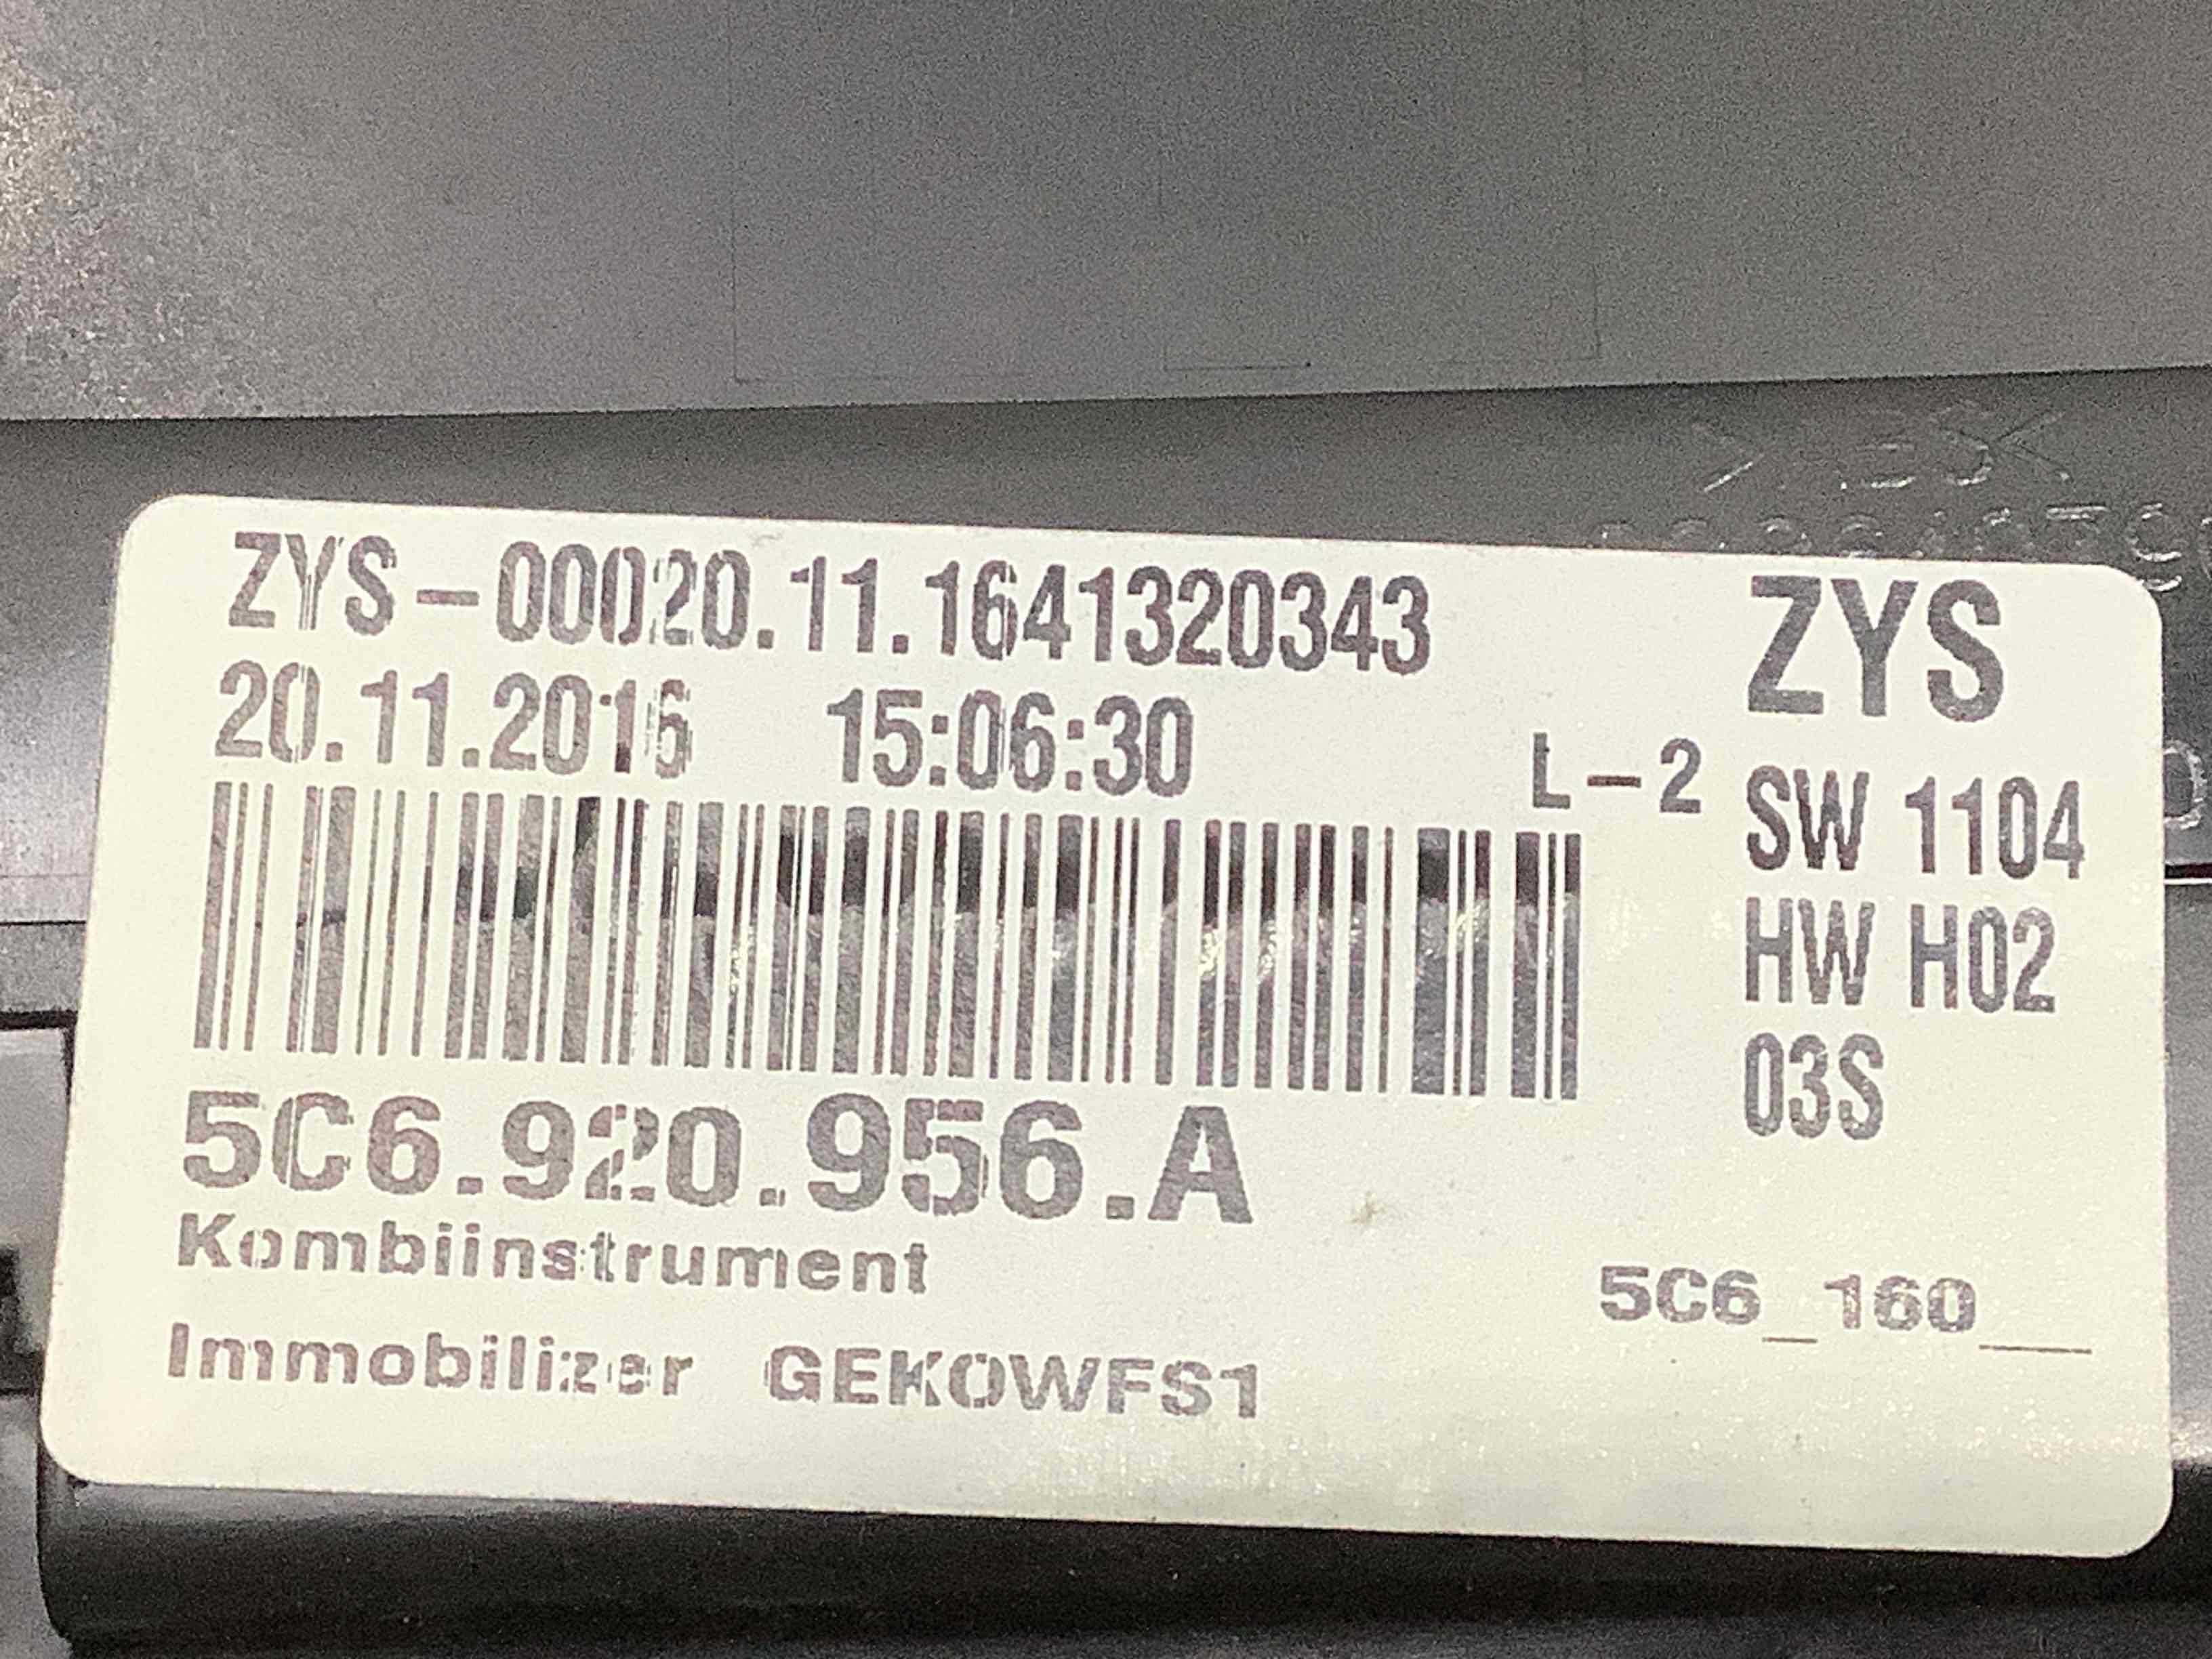 ZYS-00020.11.1641320343
ZYS
20.11.2016 15:06:30
L-2
SW 1104
HW H02
03S
5C6.920.956.A
Kombiinstrument
5C6_160__
Immobilizer GEKOWFS1